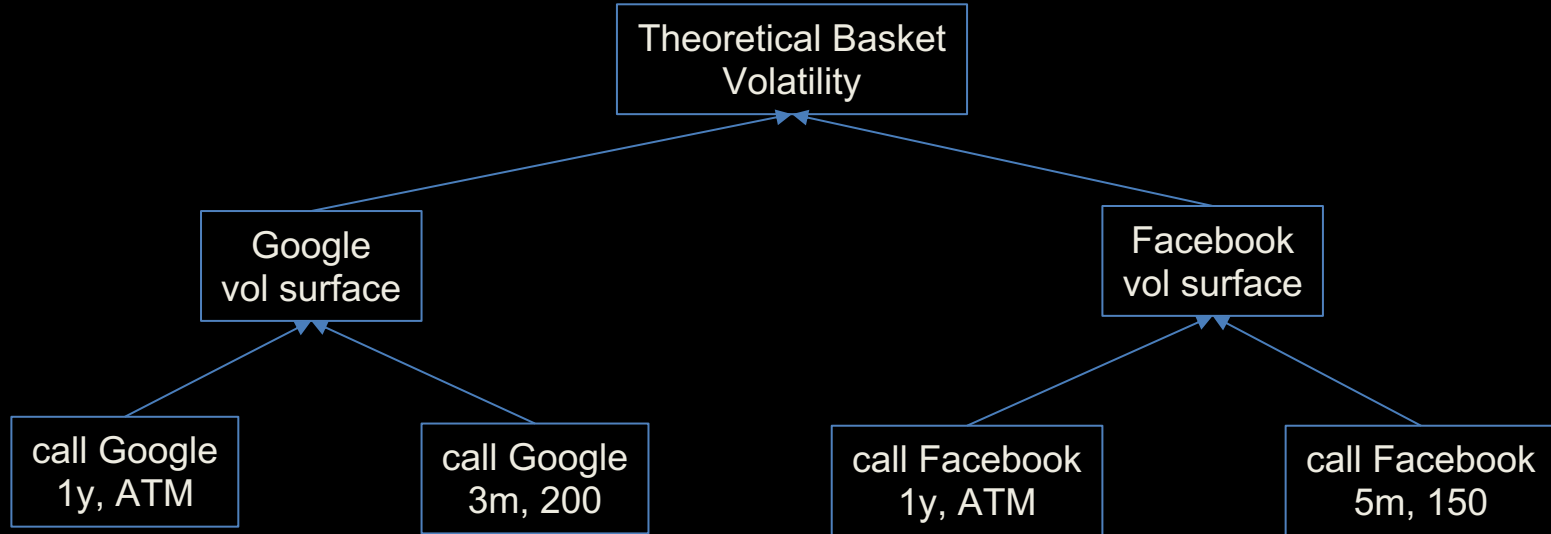 Theoretical Basket
Volatility
Google
vol surface
Facebook
vol surface
call Google
1y, ATM
call Google
3m, 200
call Facebook
1y, ATM
call Facebook
5m, 150